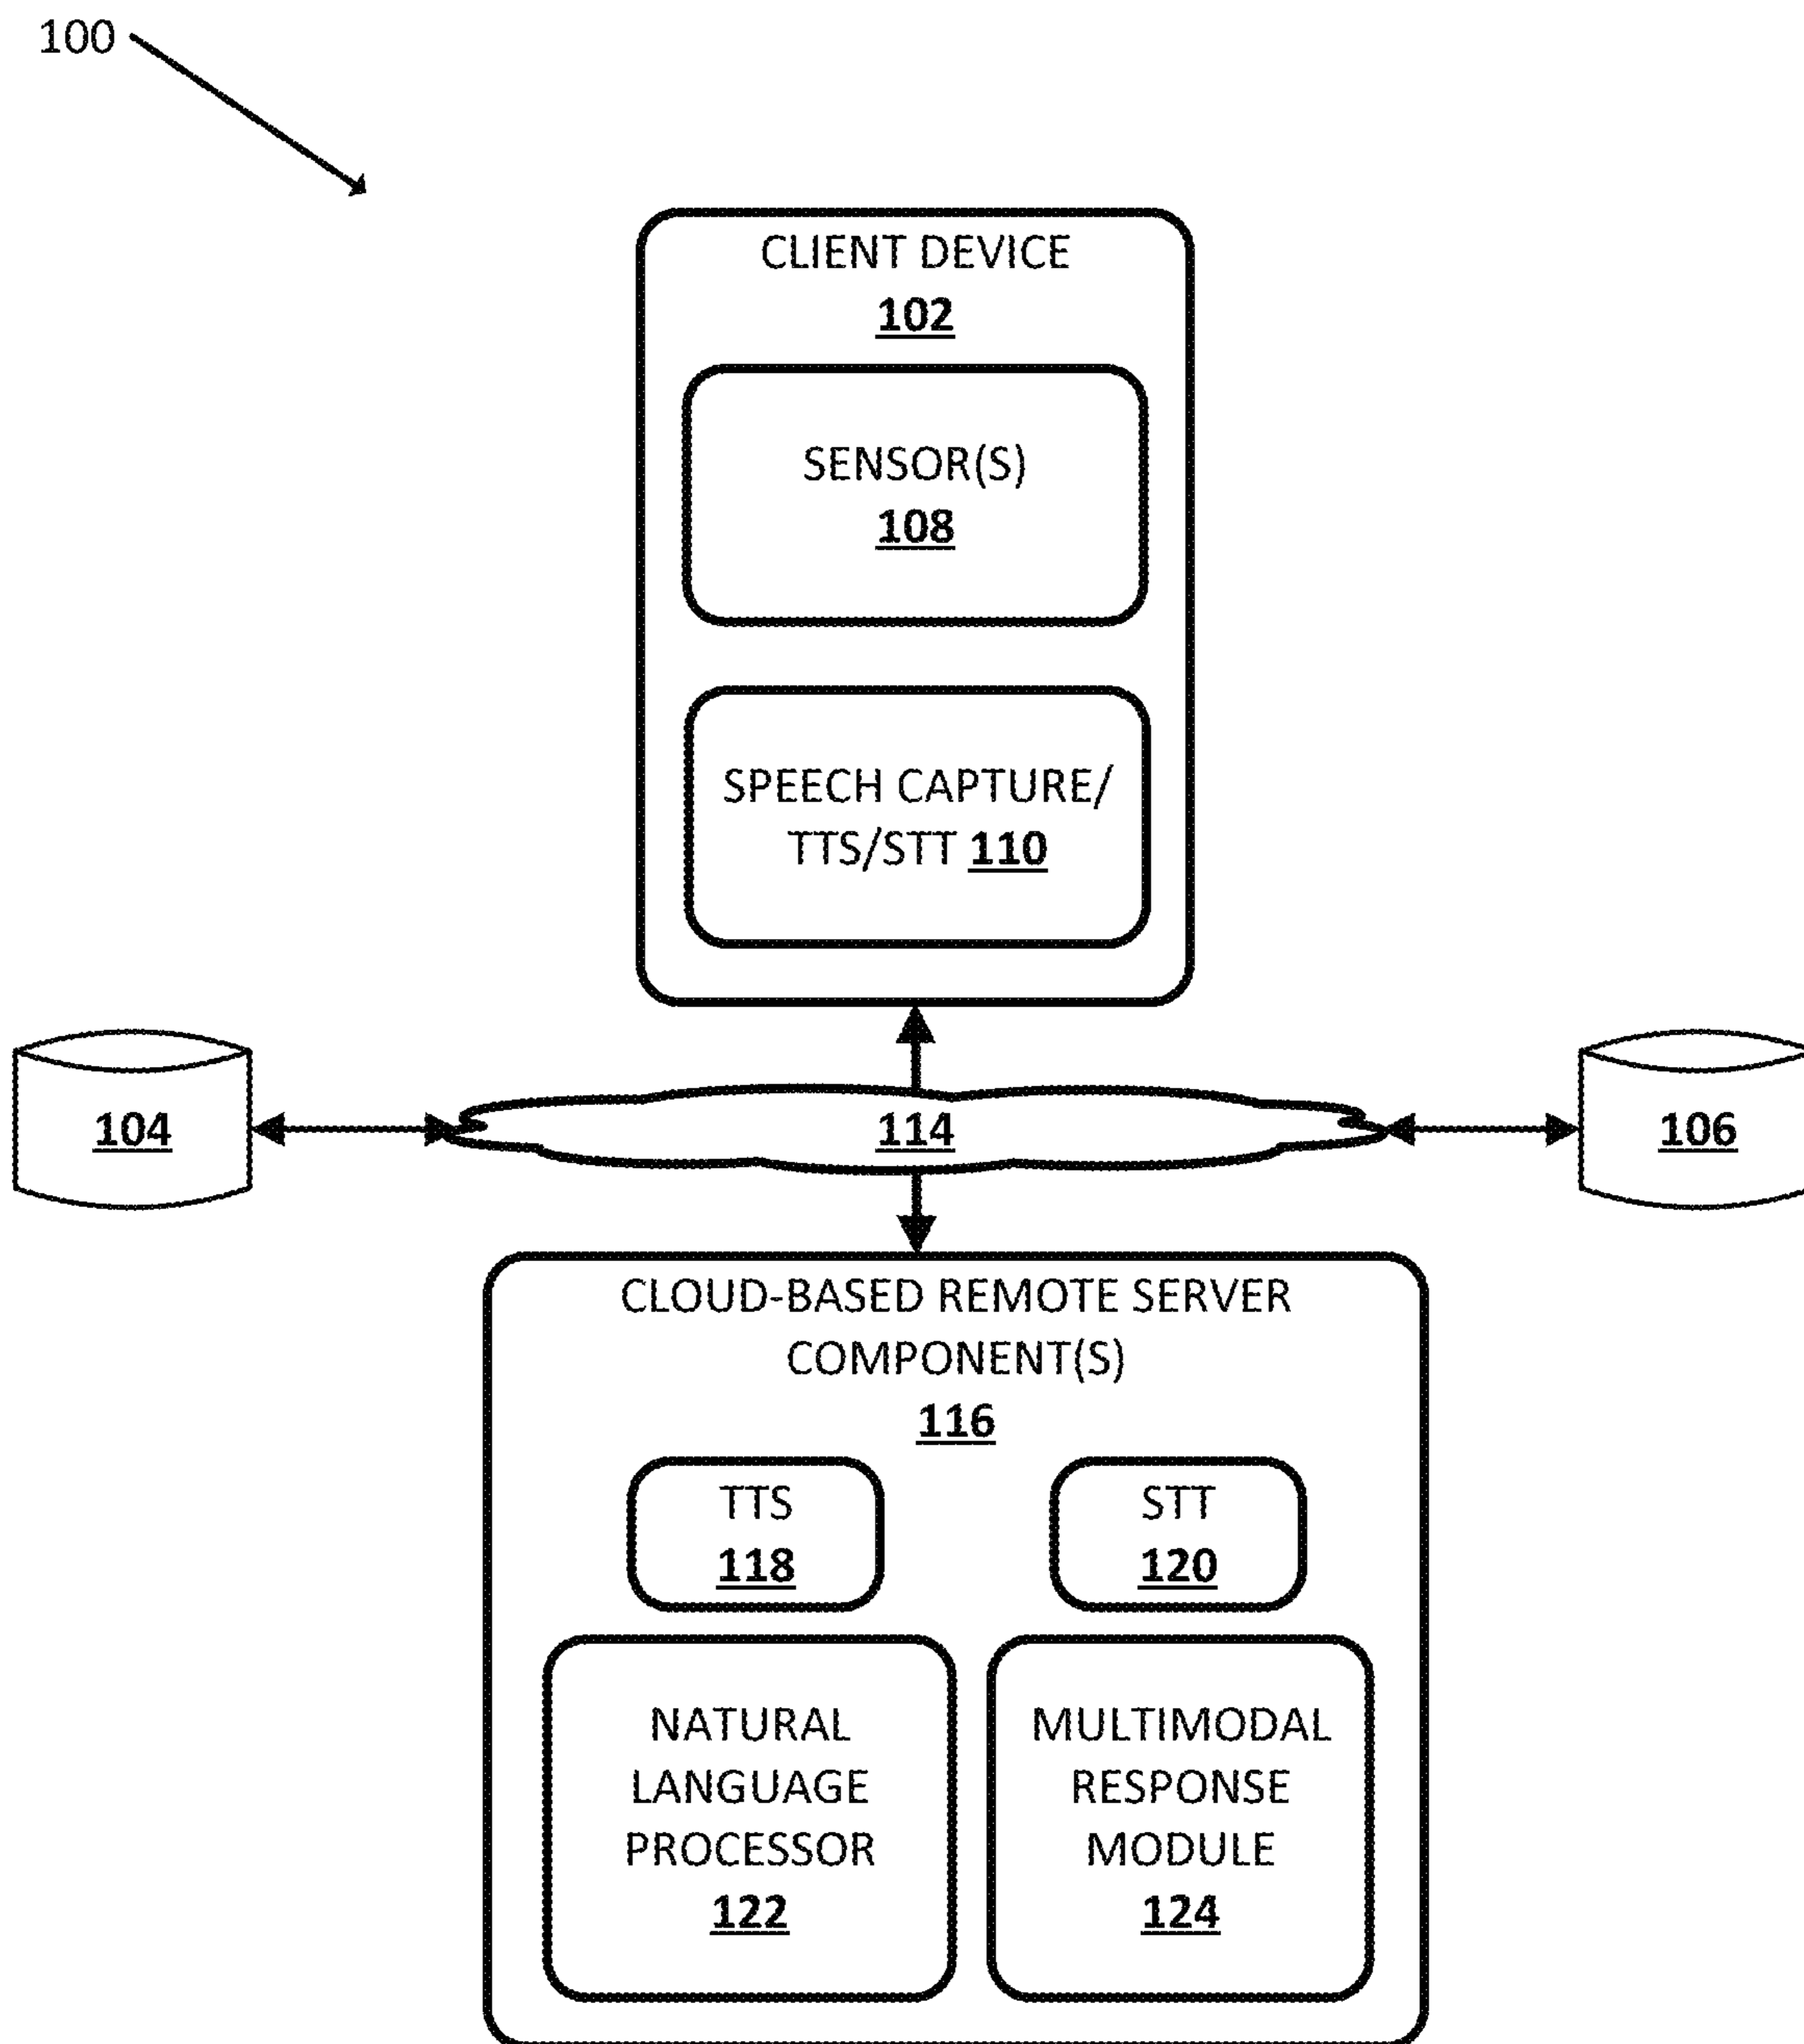 100
CLIENT DEVICE
102
SENSOR(S)
108
SPEECH CAPTURE/
TTS/STT 110
104
114
106
CLOUD-BASED REMOTE SERVER
COMPONENT(S)
116
TTS
118
STT
120
NATURAL
LANGUAGE
PROCESSOR
122
MULTIMODAL
RESPONSE
MODULE
124